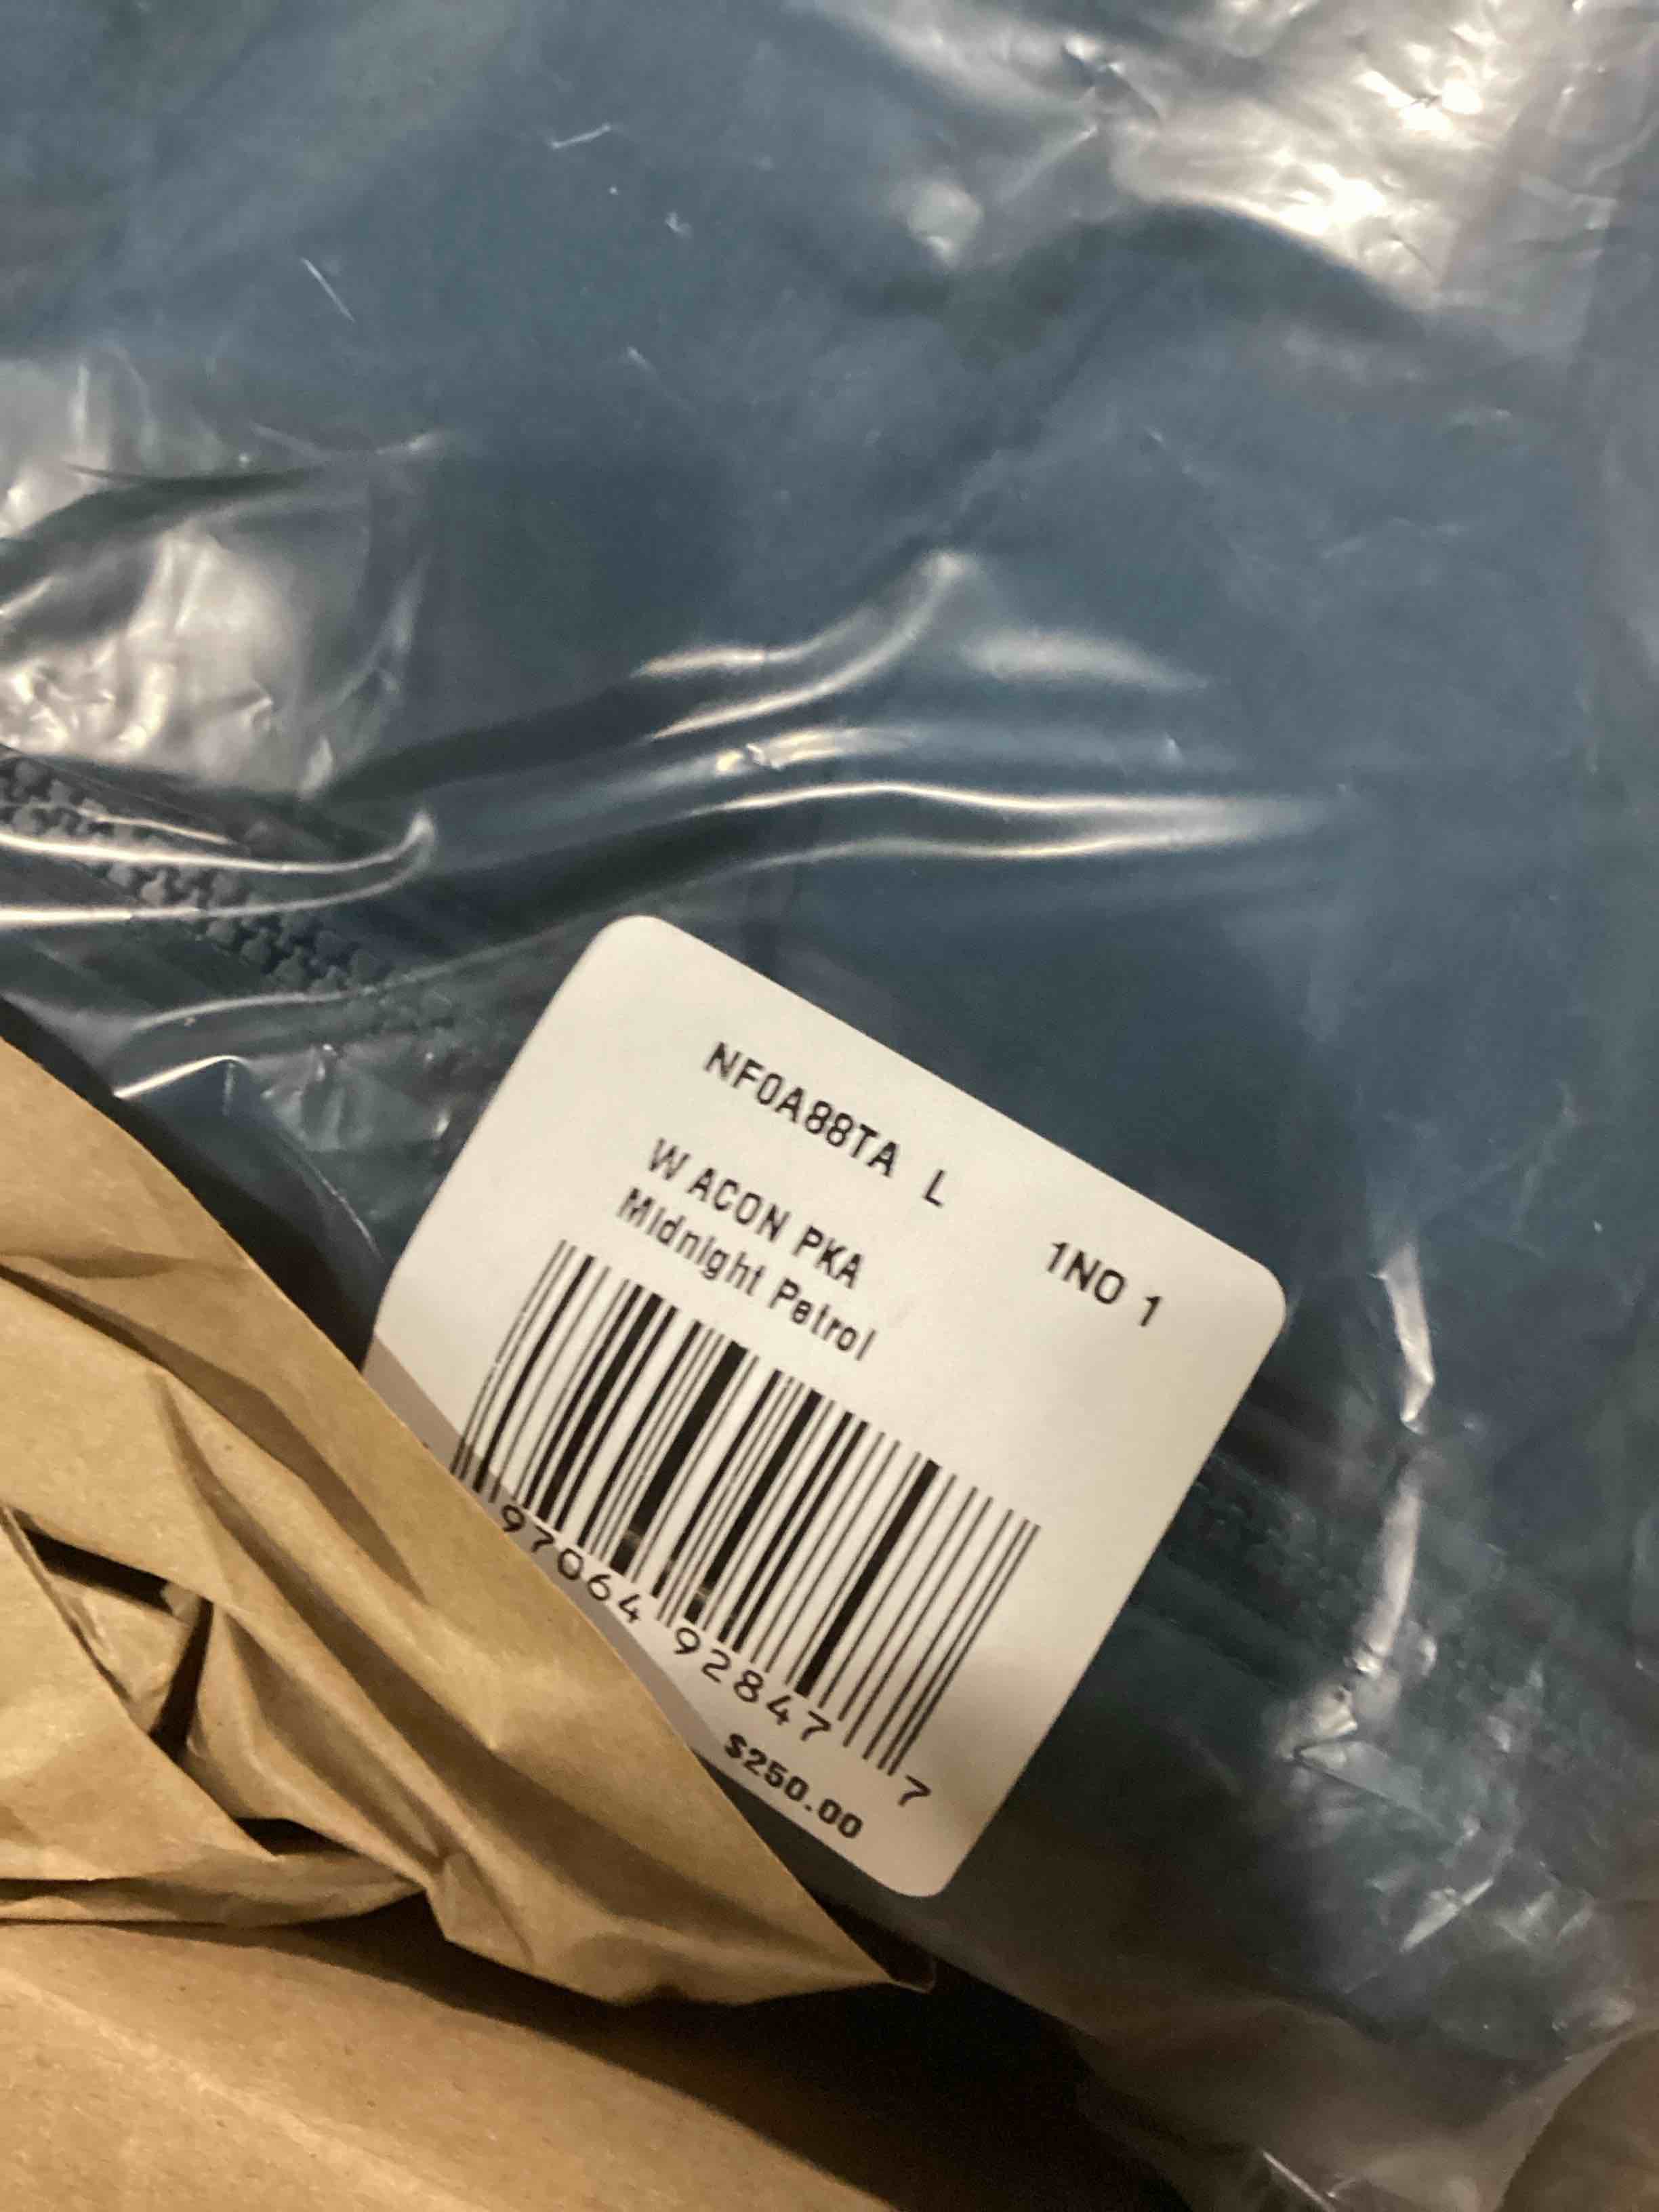 NF0A88TA L
1NO 1
W ACON PKA
Midnight Petrol
97064 92847 7
$250.00